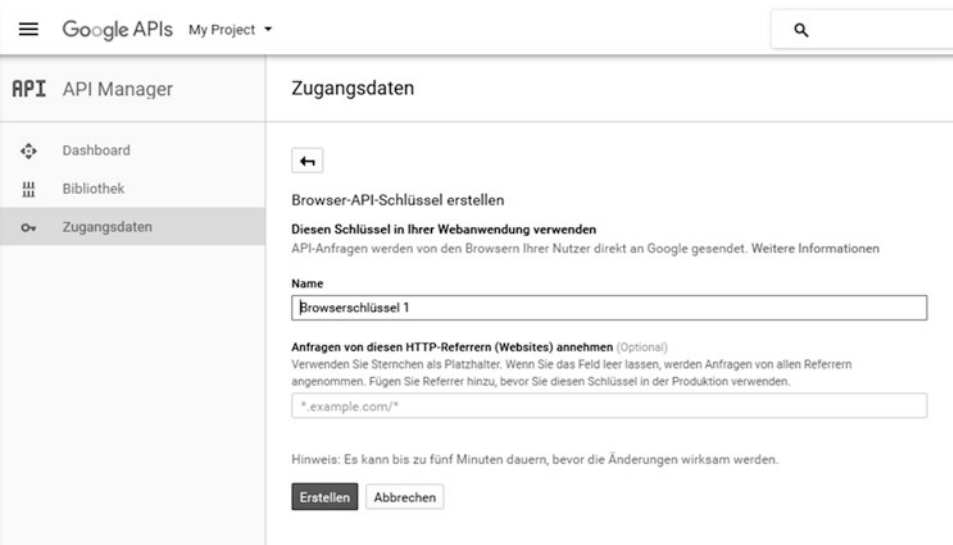 Google APIs My Project
API API Manager
Zugangsdaten
Dashboard
Bibliothek
Zugangsdaten
Browser-API-Schlüssel erstellen
Diesen Schlüssel in Ihrer Webanwendung verwenden
API-Anfragen werden von den Browsern Ihrer Nutzer direkt an Google gesendet. Weitere Informationen
Name
Browserschlüssel 1
Anfragen von diesen HTTP-Referrern (Websites) annehmen (Optional)
Verwenden Sie Sternchen als Platzhalter. Wenn Sie das Feld leer lassen, werden Anfragen von allen Referrern
angenommen. Fügen Sie Referrer hinzu, bevor Sie diesen Schlüssel in der Produktion verwenden.
*.example.com/*
Hinweis: Es kann bis zu fünf Minuten dauern, bevor die Änderungen wirksam werden.
Erstellen Abbrechen